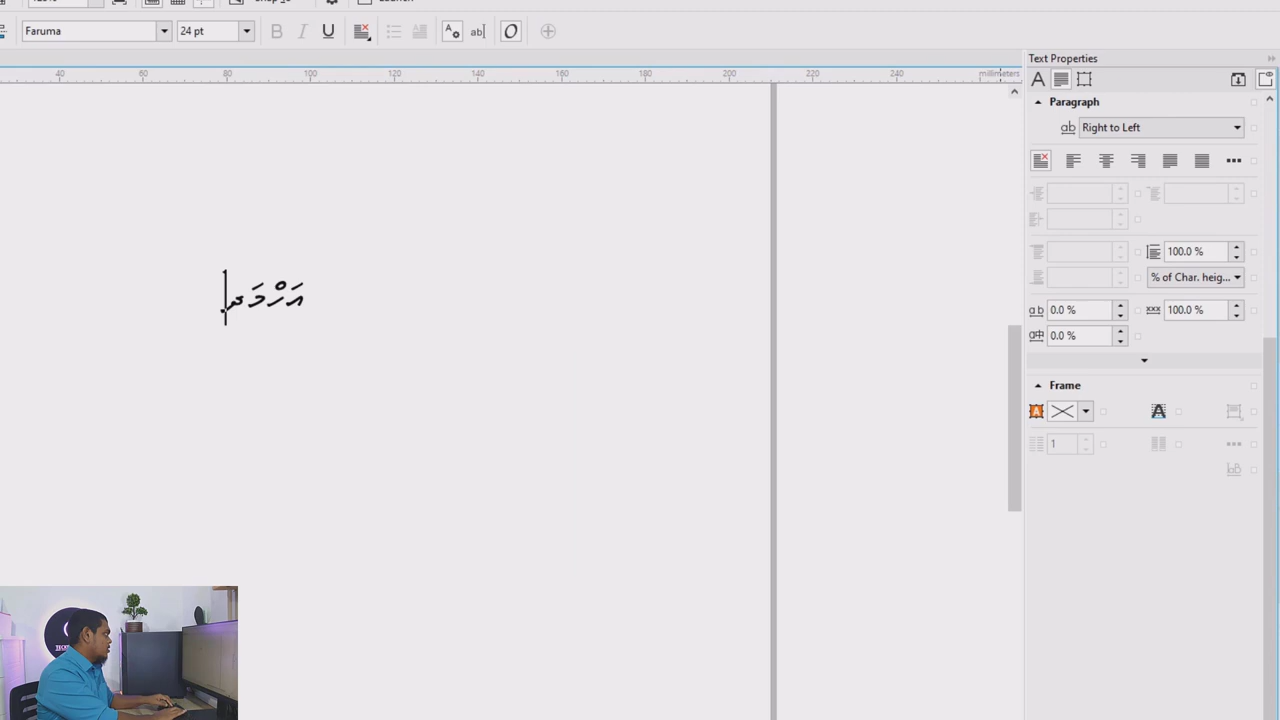 Faruma
24 pt
40 60 80 100 120 140 160 180 200 220 240 millimeters
Text Properties
Paragraph
Right to Left
100.0 %
% of Char. heig...
0.0 %
100.0 %
0.0 %
Frame
1
އަޙްމަދ